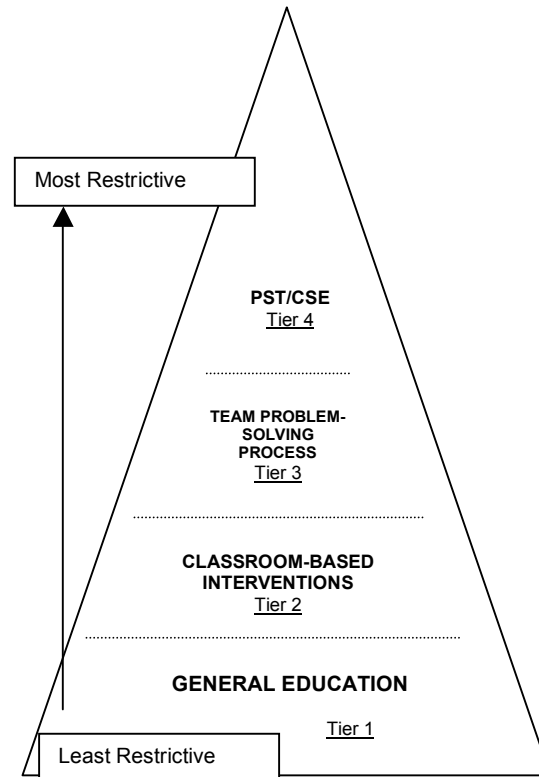 Most Restrictive
PST/CSE
Tier 4
TEAM PROBLEM-
SOLVING
PROCESS
Tier 3
CLASSROOM-BASED
INTERVENTIONS
Tier 2
GENERAL EDUCATION
Tier 1
Least Restrictive